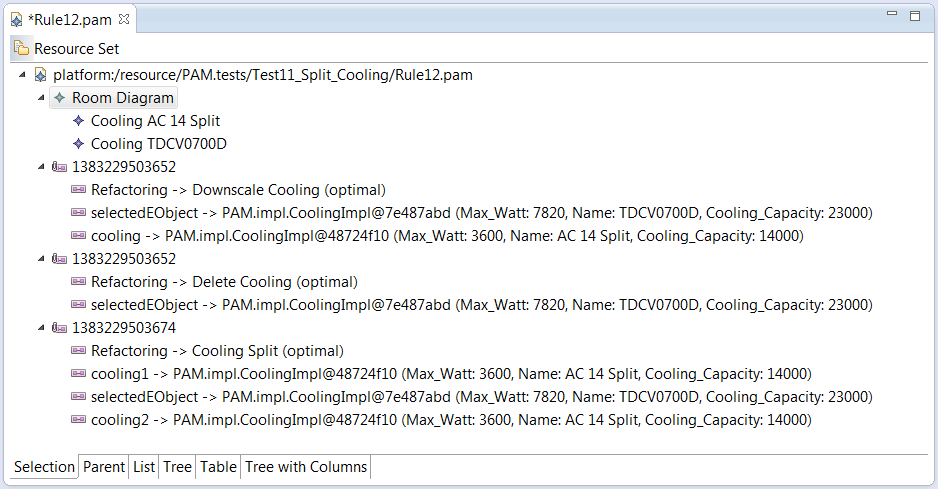 *Rule12.pam
Resource Set
platform:/resource/PAM.tests/Test11_Split_Cooling/Rule12.pam
Room Diagram
Cooling AC 14 Split
Cooling TDCV0700D
1383229503652
Refactoring -> Downscale Cooling (optimal)
selectedEObject -> PAM.impl.CoolingImpl@7e487abd (Max_Watt: 7820, Name: TDCV0700D, Cooling_Capacity: 23000)
cooling -> PAM.impl.CoolingImpl@48724f10 (Max_Watt: 3600, Name: AC 14 Split, Cooling_Capacity: 14000)
1383229503652
Refactoring -> Delete Cooling (optimal)
selectedEObject -> PAM.impl.CoolingImpl@7e487abd (Max_Watt: 7820, Name: TDCV0700D, Cooling_Capacity: 23000)
1383229503674
Refactoring -> Cooling Split (optimal)
cooling1 -> PAM.impl.CoolingImpl@48724f10 (Max_Watt: 3600, Name: AC 14 Split, Cooling_Capacity: 14000)
selectedEObject -> PAM.impl.CoolingImpl@7e487abd (Max_Watt: 7820, Name: TDCV0700D, Cooling_Capacity: 23000)
cooling2 -> PAM.impl.CoolingImpl@48724f10 (Max_Watt: 3600, Name: AC 14 Split, Cooling_Capacity: 14000)
Selection Parent List Tree Table Tree with Columns